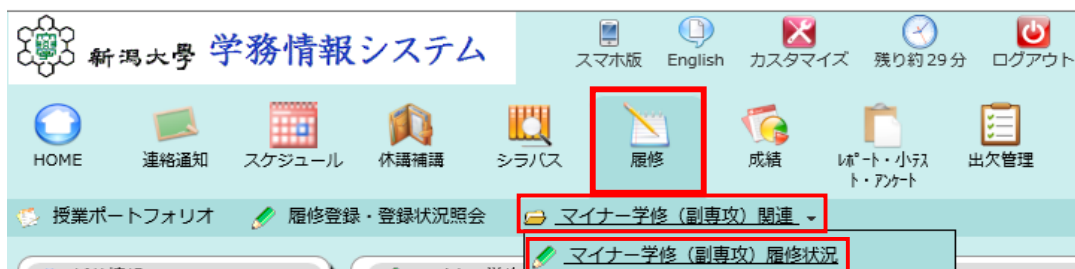 新潟大學 学務情報システム
スマホ版 English カスタマイズ 残り約29分 ログアウト
HOME 連絡通知 スケジュール 休講補講 シラバス 履修 成績 ﾚﾎﾟｰﾄ・小ﾃｽ
ﾄ・ｱﾝｹｰﾄ 出欠管理
授業ポートフォリオ 履修登録・登録状況照会 マイナー学修（副専攻）関連
マイナー学修（副専攻）履修状況